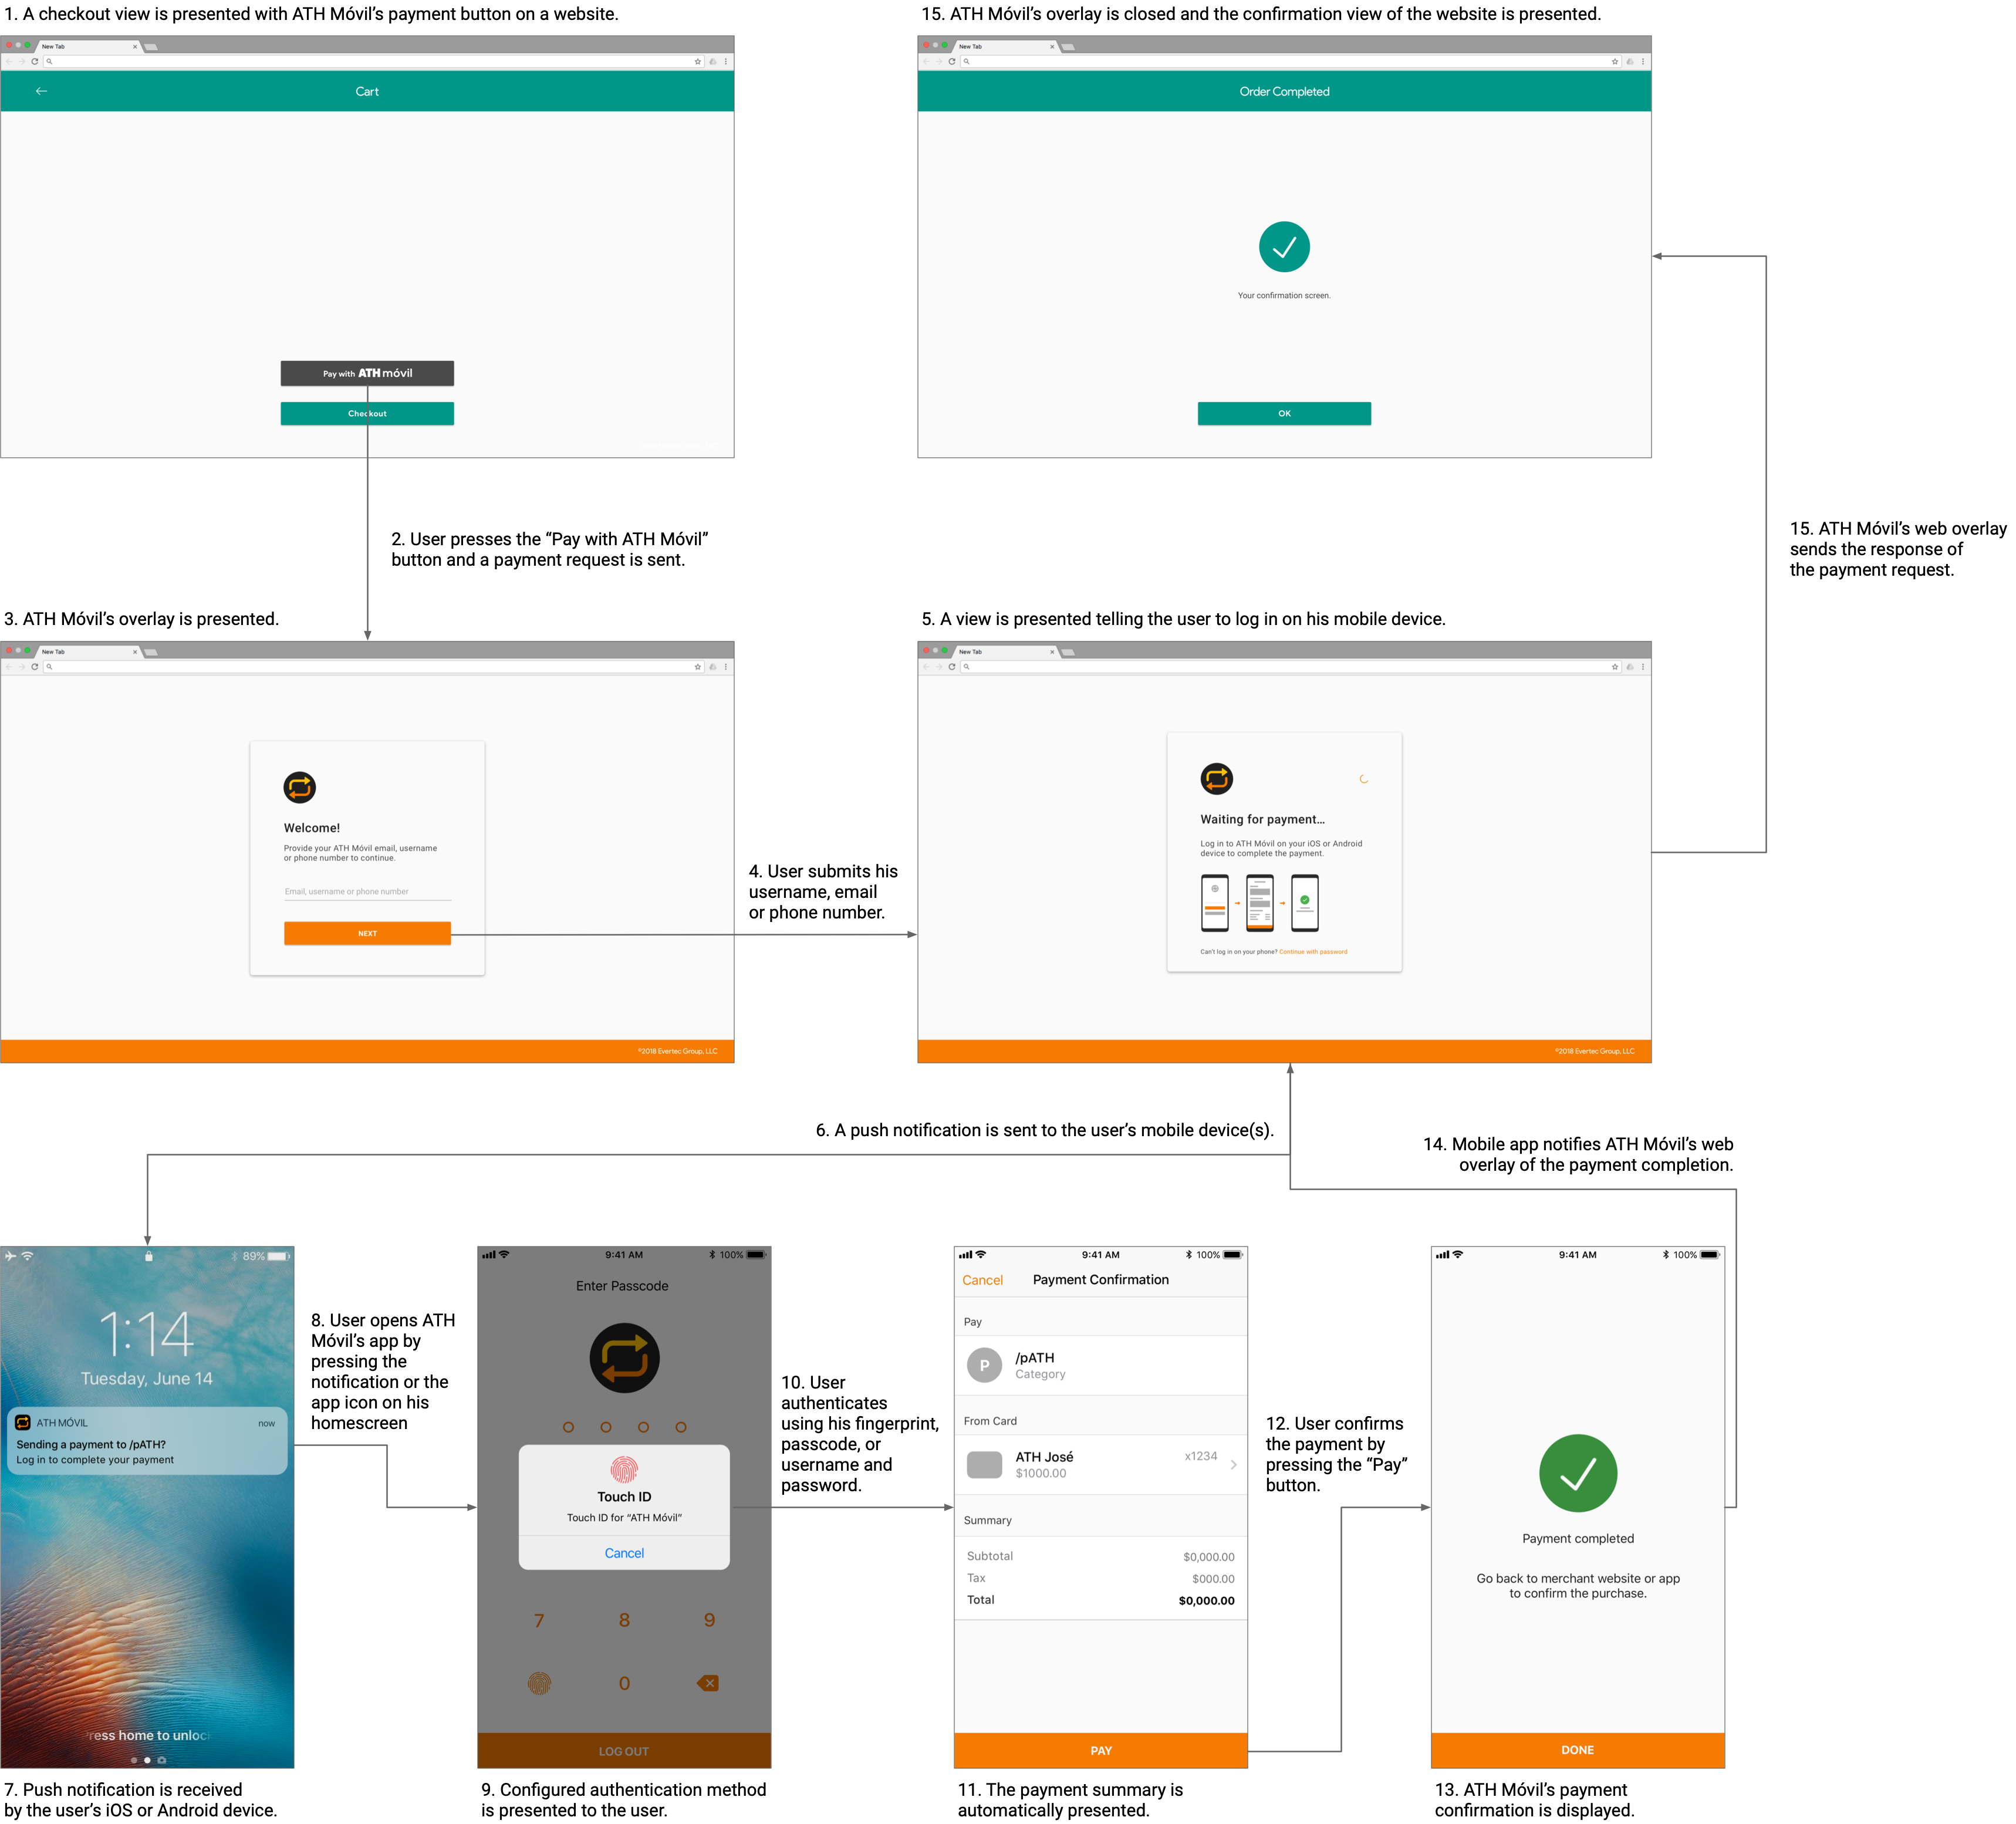 1. A checkout view is presented with ATH Móvil’s payment button on a website.
New Tab
Cart
Pay with ATH móvil
Checkout
15. ATH Móvil’s overlay is closed and the confirmation view of the website is presented.
New Tab
Order Completed
Your confirmation screen.
OK
2. User presses the “Pay with ATH Móvil”
button and a payment request is sent.
15. ATH Móvil’s web overlay
sends the response of
the payment request.
3. ATH Móvil’s overlay is presented.
New Tab
Welcome!
Provide your ATH Móvil email, username
or phone number to continue.
Email, username or phone number
NEXT
©2018 Evertec Group, LLC
4. User submits his
username, email
or phone number.
5. A view is presented telling the user to log in on his mobile device.
New Tab
Waiting for payment...
Log in to ATH Móvil on your iOS or Android
device to complete the payment.
Can't log in on your phone? Continue with password
©2018 Evertec Group, LLC
6. A push notification is sent to the user’s mobile device(s).
14. Mobile app notifies ATH Móvil’s web
overlay of the payment completion.
89%
1:14
Tuesday, June 14
ATH MÓVIL now
Sending a payment to /pATH?
Log in to complete your payment
Press home to unlock
7. Push notification is received
by the user’s iOS or Android device.
8. User opens ATH
Móvil’s app by
pressing the
notification or the
app icon on his
homescreen
9:41 AM 100%
Enter Passcode
Touch ID
Touch ID for “ATH Móvil”
Cancel
7 8 9
0
LOG OUT
9. Configured authentication method
is presented to the user.
10. User
authenticates
using his fingerprint,
passcode, or
username and
password.
9:41 AM 100%
Cancel Payment Confirmation
Pay
P
/pATH
Category
From Card
ATH José x1234
$1000.00
Summary
Subtotal $0,000.00
Tax $000.00
Total $0,000.00
PAY
11. The payment summary is
automatically presented.
12. User confirms
the payment by
pressing the “Pay”
button.
9:41 AM 100%
Payment completed
Go back to merchant website or app
to confirm the purchase.
DONE
13. ATH Móvil’s payment
confirmation is displayed.